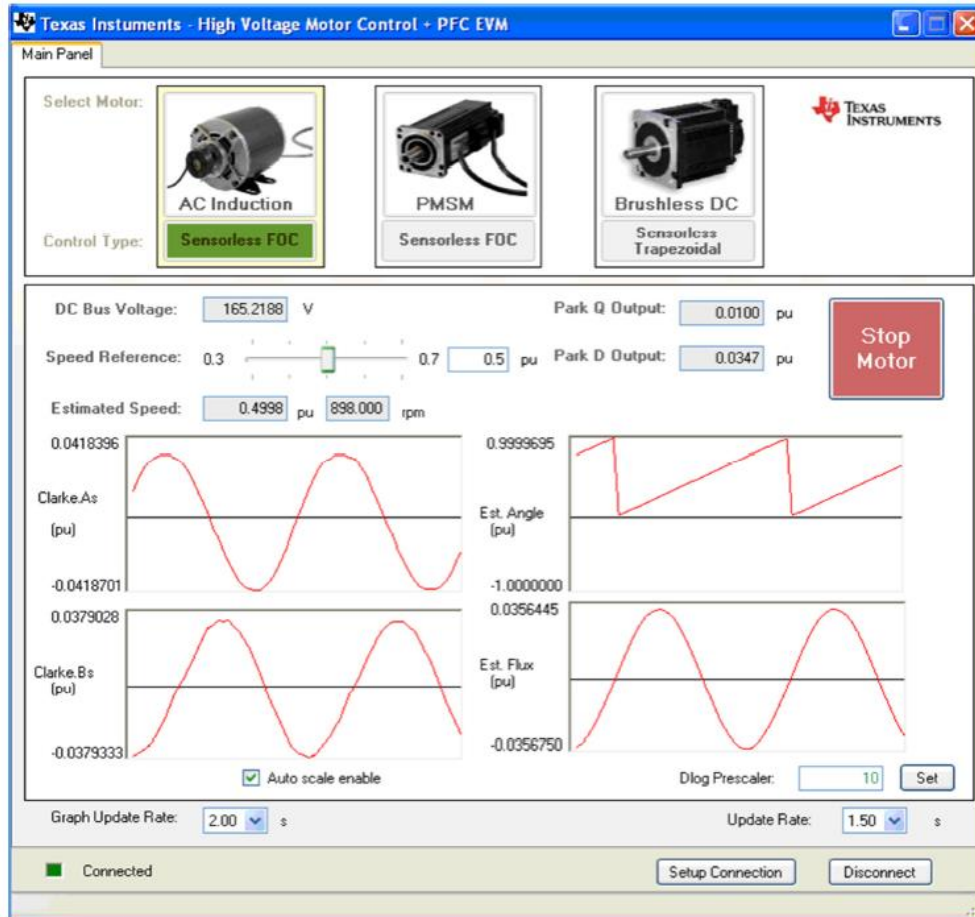 Texas Instuments - High Voltage Motor Control + PFC EVM
Main Panel
Select Motor:
AC Induction
PMSM
Brushless DC
TEXAS
INSTRUMENTS
Control Type:
Sensorless FOC
Sensorless FOC
Sensorless
Trapezoidal
DC Bus Voltage: 165.2188 V
Park Q Output: 0.0100 pu
Stop
Motor
Speed Reference: 0.3 0.7 0.5 pu
Park D Output: 0.0347 pu
Estimated Speed: 0.4998 pu 898.000 rpm
0.0418396
Clarke.As
(pu)
-0.0418701
0.9999695
Est. Angle
(pu)
-1.0000000
0.0379028
Clarke.Bs
(pu)
-0.0379333
0.0356445
Est. Flux
(pu)
-0.0356750
Auto scale enable
Dlog Prescaler: 10 Set
Graph Update Rate: 2.00 s
Update Rate: 1.50 s
Connected
Setup Connection
Disconnect